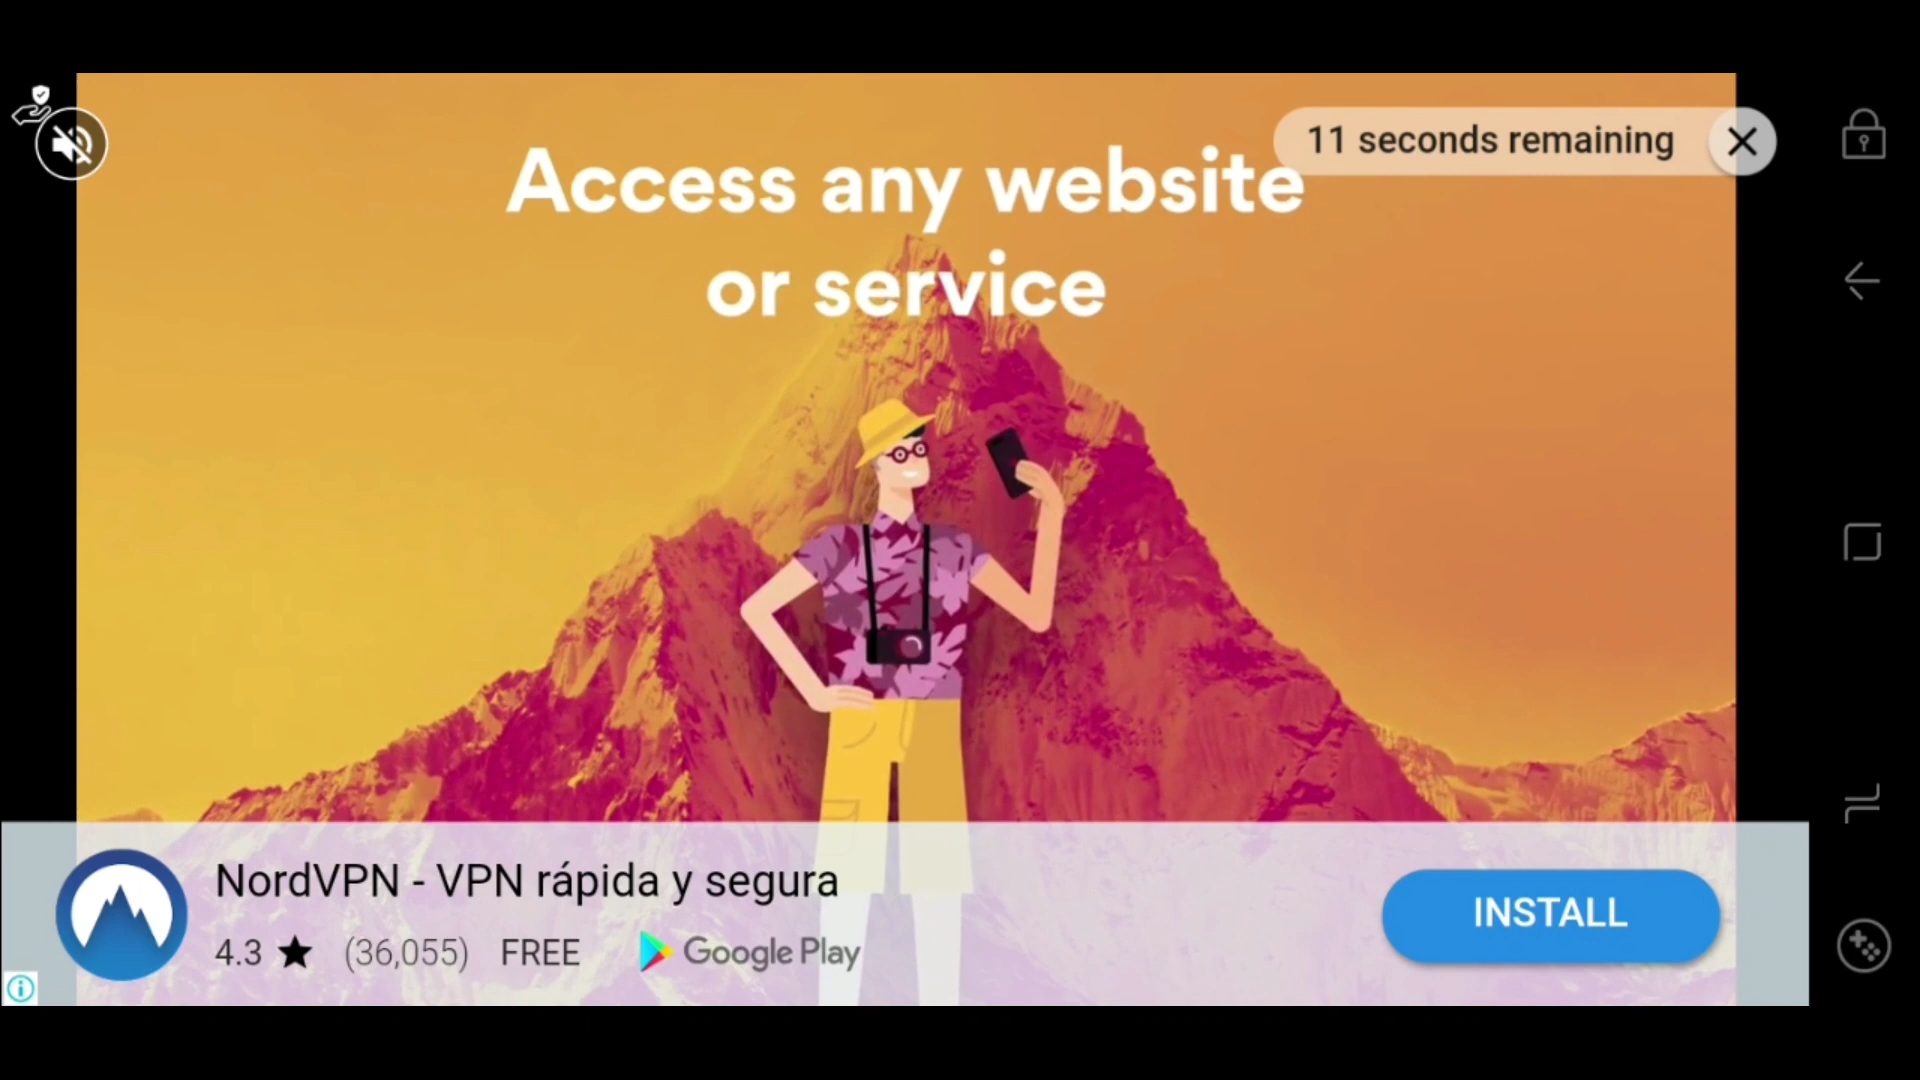 11 seconds remaining
Access any website
or service
NordVPN - VPN rápida y segura
4.3 ★ (36,055) FREE Google Play
INSTALL